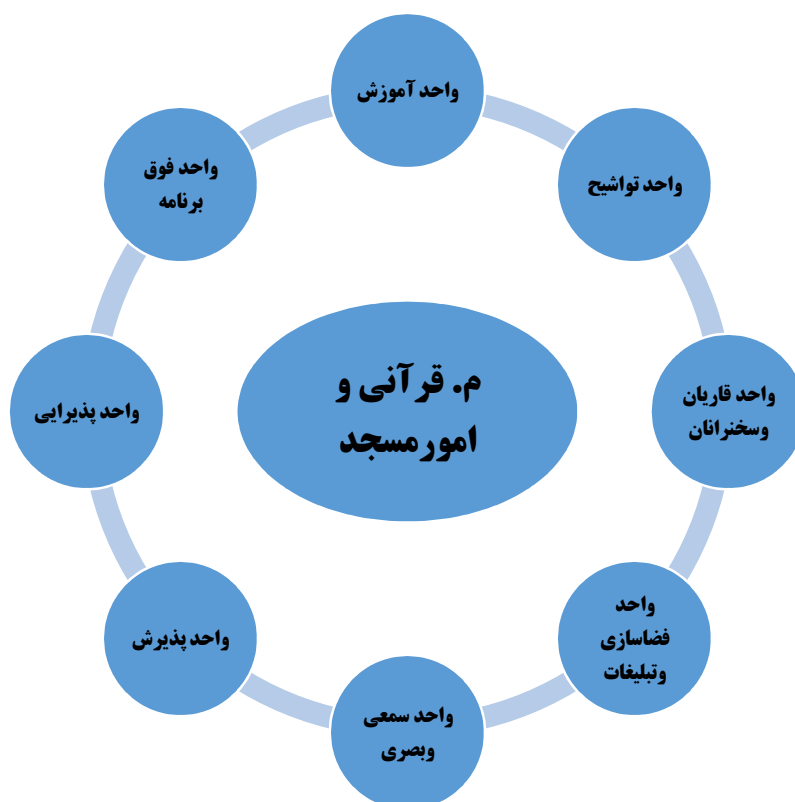 واحد آموزش
واحد تواشیح
واحد قاریان
وسخنرانان
واحد
فضاسازی
وتبلیغات
واحد سمعی
وبصری
واحد پذیرش
واحد پذیرایی
واحد فوق
برنامه
م. قرآنی و
امورمسجد